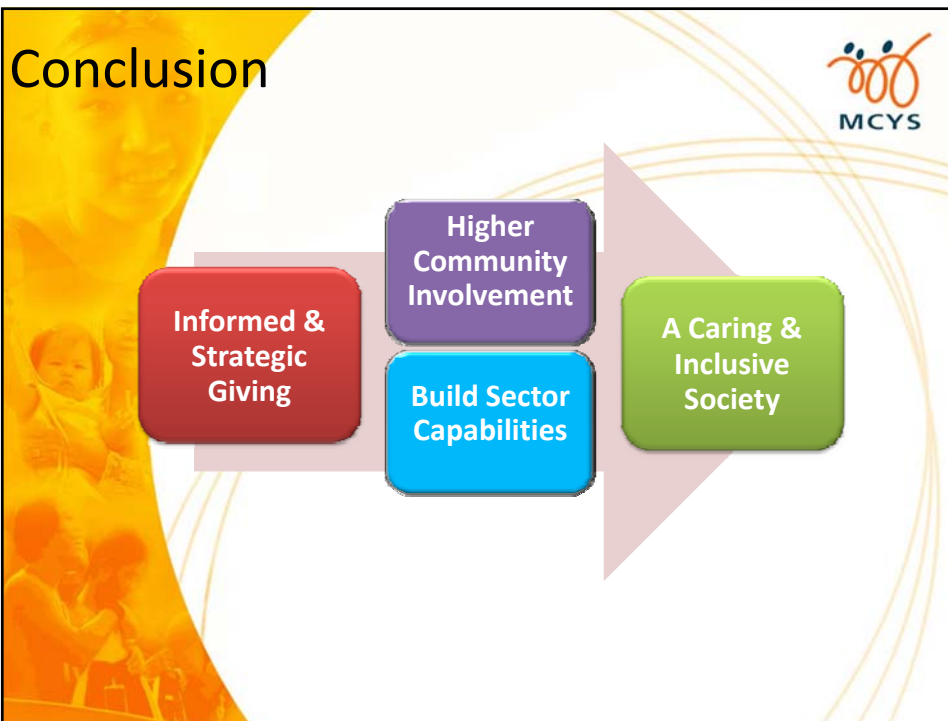 Conclusion
MCYS
Informed &
Strategic
Giving
Higher
Community
Involvement
Build Sector
Capabilities
A Caring &
Inclusive
Society